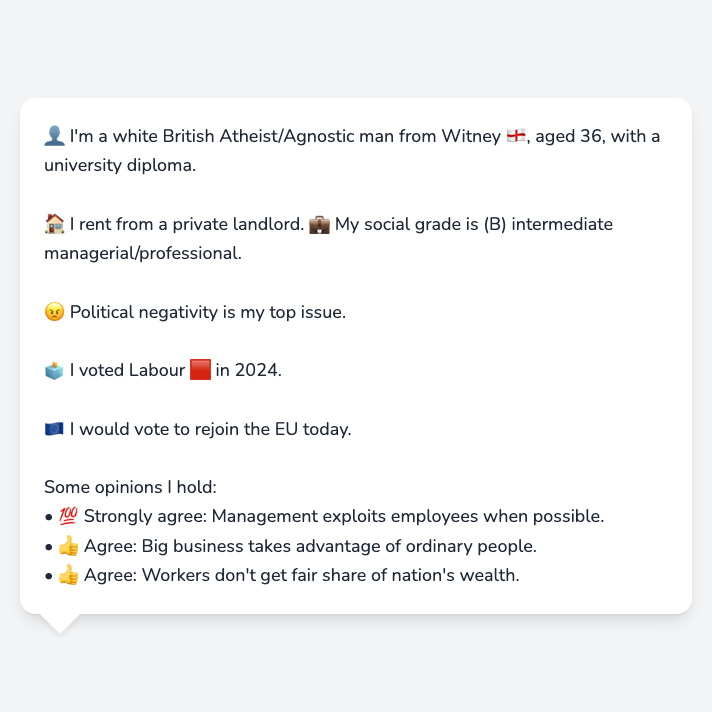 👤 I'm a white British Atheist/Agnostic man from Witney 🏴󠁧󠁢󠁥󠁮󠁧󠁿, aged 36, with a
university diploma.
🏠 I rent from a private landlord. 💼 My social grade is (B) intermediate
managerial/professional.
😠 Political negativity is my top issue.
🗳️ I voted Labour 🟥 in 2024.
🇪🇺 I would vote to rejoin the EU today.
Some opinions I hold:
• 💯 Strongly agree: Management exploits employees when possible.
• 👍 Agree: Big business takes advantage of ordinary people.
• 👍 Agree: Workers don't get fair share of nation's wealth.